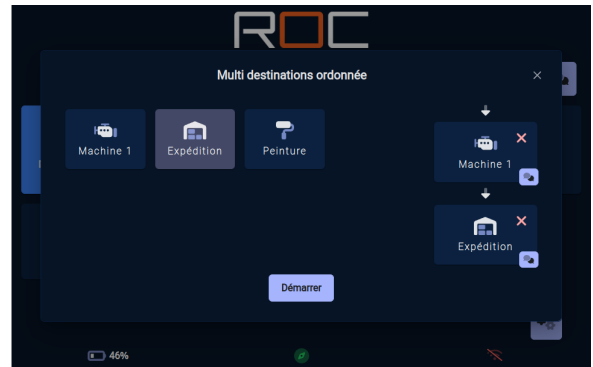 ROC
Multi destinations ordonnée
Machine 1
Expédition
Peinture
Machine 1
Expédition
Démarrer
46%